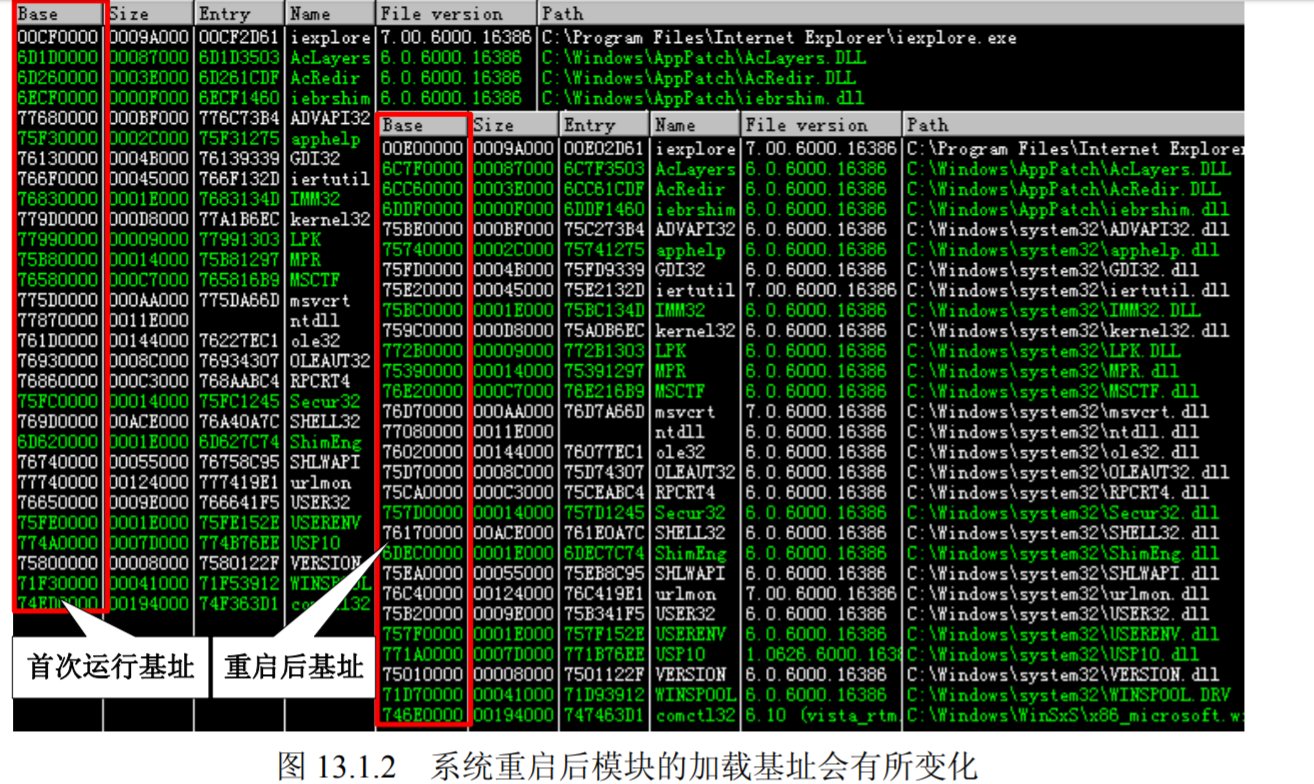 Base Size Entry Name File version Path
00CF0000 0009A000 00CF2D61 iexplore 7.00.6000.16386 C:\Program Files\Internet Explorer\iexplore.exe
6D1D0000 00087000 6D1D3503 AcLayers 6.0.6000.16386 C:\Windows\AppPatch\AcLayers.DLL
6D260000 0003E000 6D261CDF AcRedir 6.0.6000.16386 C:\Windows\AppPatch\AcRedir.DLL
6ECF0000 0000F000 6ECF1460 iebrshim 6.0.6000.16386 C:\Windows\AppPatch\iebrshim.dll
77680000 000BF000 776C73B4 ADVAPI32
75F30000 0002C000 75F31275 apphelp
76130000 0004B000 76139339 GDI32
766F0000 00045000 766F132D iertutil
76830000 0001E000 7683134D IMM32
779D0000 000D8000 77A1B6EC kernel32
77990000 00009000 77991303 LPK
75B80000 00014000 75B81297 MPR
76580000 000C7000 765816B9 MSCTF
775D0000 000AA000 775DA66D msvcrt
77870000 0011E000 ntdll
761D0000 00144000 76227EC1 ole32
76930000 0008C000 76934307 OLEAUT32
76860000 000C3000 768AABC4 RPCRT4
75FC0000 00014000 75FC1245 Secur32
769D0000 00ACE000 76A40A7C SHELL32
6D620000 0001E000 6D627C74 ShimEng
76740000 00055000 76758C95 SHLWAPI
77740000 00124000 777419E1 urlmon
76650000 0009E000 766641F5 USER32
75FE0000 0001E000 75FE152E USERENV
774A0000 0007D000 774B76EE USP10
75800000 00008000 7580122F VERSION
71F30000 00041000 71F53912 WINSPOOL
74ED0000 00194000 74F363D1 comctl32
首次运行基址
Base Size Entry Name File version Path
00E00000 0009A000 00E02D61 iexplore 7.00.6000.16386 C:\Program Files\Internet Explorer
6C7F0000 00087000 6C7F3503 AcLayers 6.0.6000.16386 C:\Windows\AppPatch\AcLayers.DLL
6CC60000 0003E000 6CC61CDF AcRedir 6.0.6000.16386 C:\Windows\AppPatch\AcRedir.DLL
6DDF0000 0000F000 6DDF1460 iebrshim 6.0.6000.16386 C:\Windows\AppPatch\iebrshim.dll
75BE0000 000BF000 75C273B4 ADVAPI32 6.0.6000.16386 C:\Windows\system32\ADVAPI32.dll
75740000 0002C000 75741275 apphelp 6.0.6000.16386 C:\Windows\system32\apphelp.dll
75FD0000 0004B000 75FD9339 GDI32 6.0.6000.16386 C:\Windows\system32\GDI32.dll
75E20000 00045000 75E2132D iertutil 7.00.6000.16386 C:\Windows\system32\iertutil.dll
75BC0000 0001E000 75BC134D IMM32 6.0.6000.16386 C:\Windows\system32\IMM32.DLL
759C0000 000D8000 75A0B6EC kernel32 6.0.6000.16386 C:\Windows\system32\kernel32.dll
772B0000 00009000 772B1303 LPK 6.0.6000.16386 C:\Windows\system32\LPK.DLL
75390000 00014000 75391297 MPR 6.0.6000.16386 C:\Windows\system32\MPR.dll
76E20000 000C7000 76E216B9 MSCTF 6.0.6000.16386 C:\Windows\system32\MSCTF.dll
76D70000 000AA000 76D7A66D msvcrt 7.0.6000.16386 C:\Windows\system32\msvcrt.dll
77080000 0011E000 ntdll 6.0.6000.16386 C:\Windows\system32\ntdll.dll
76020000 00144000 76077EC1 ole32 6.0.6000.16386 C:\Windows\system32\ole32.dll
75D70000 0008C000 75D74307 OLEAUT32 6.0.6000.16386 C:\Windows\system32\OLEAUT32.dll
75CA0000 000C3000 75CEABC4 RPCRT4 6.0.6000.16386 C:\Windows\system32\RPCRT4.dll
757D0000 00014000 757D1245 Secur32 6.0.6000.16386 C:\Windows\system32\Secur32.dll
76170000 00ACE000 761E0A7C SHELL32 6.0.6000.16386 C:\Windows\system32\SHELL32.dll
6DEC0000 0001E000 6DEC7C74 ShimEng 6.0.6000.16386 C:\Windows\system32\ShimEng.dll
75EA0000 00055000 75EB8C95 SHLWAPI 6.0.6000.16386 C:\Windows\system32\SHLWAPI.dll
76C40000 00124000 76C419E1 urlmon 7.00.6000.16386 C:\Windows\system32\urlmon.dll
75B20000 0009E000 75B341F5 USER32 6.0.6000.16386 C:\Windows\system32\USER32.dll
757F0000 0001E000 757F152E USERENV 6.0.6000.16386 C:\Windows\system32\USERENV.dll
771A0000 0007D000 771B76EE USP10 1.0626.6000.163 C:\Windows\system32\USP10.dll
75010000 00008000 7501122F VERSION 6.0.6000.16386 C:\Windows\system32\VERSION.dll
71D70000 00041000 71D93912 WINSPOOL 6.0.6000.16386 C:\Windows\system32\WINSPOOL.DRV
746E0000 00194000 747463D1 comctl32 6.10 (vista_rtm. C:\Windows\WinSxS\x86_microsoft.w
重启后基址
图 13.1.2 系统重启后模块的加载基址会有所变化